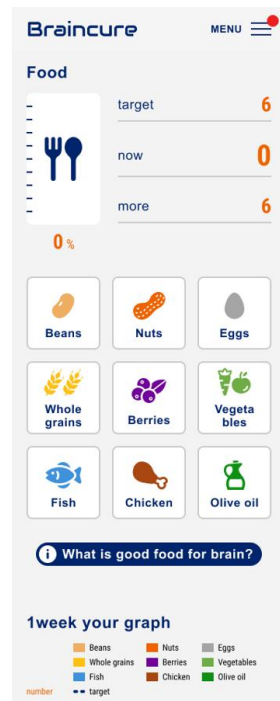 Braincure
MENU
Food
target 6
now 0
more 6
0 %
Beans
Nuts
Eggs
Whole
grains
Berries
Vegeta
bles
Fish
Chicken
Olive oil
i What is good food for brain?
1week your graph
Beans Nuts Eggs
Whole grains Berries Vegetables
Fish Chicken Olive oil
number target